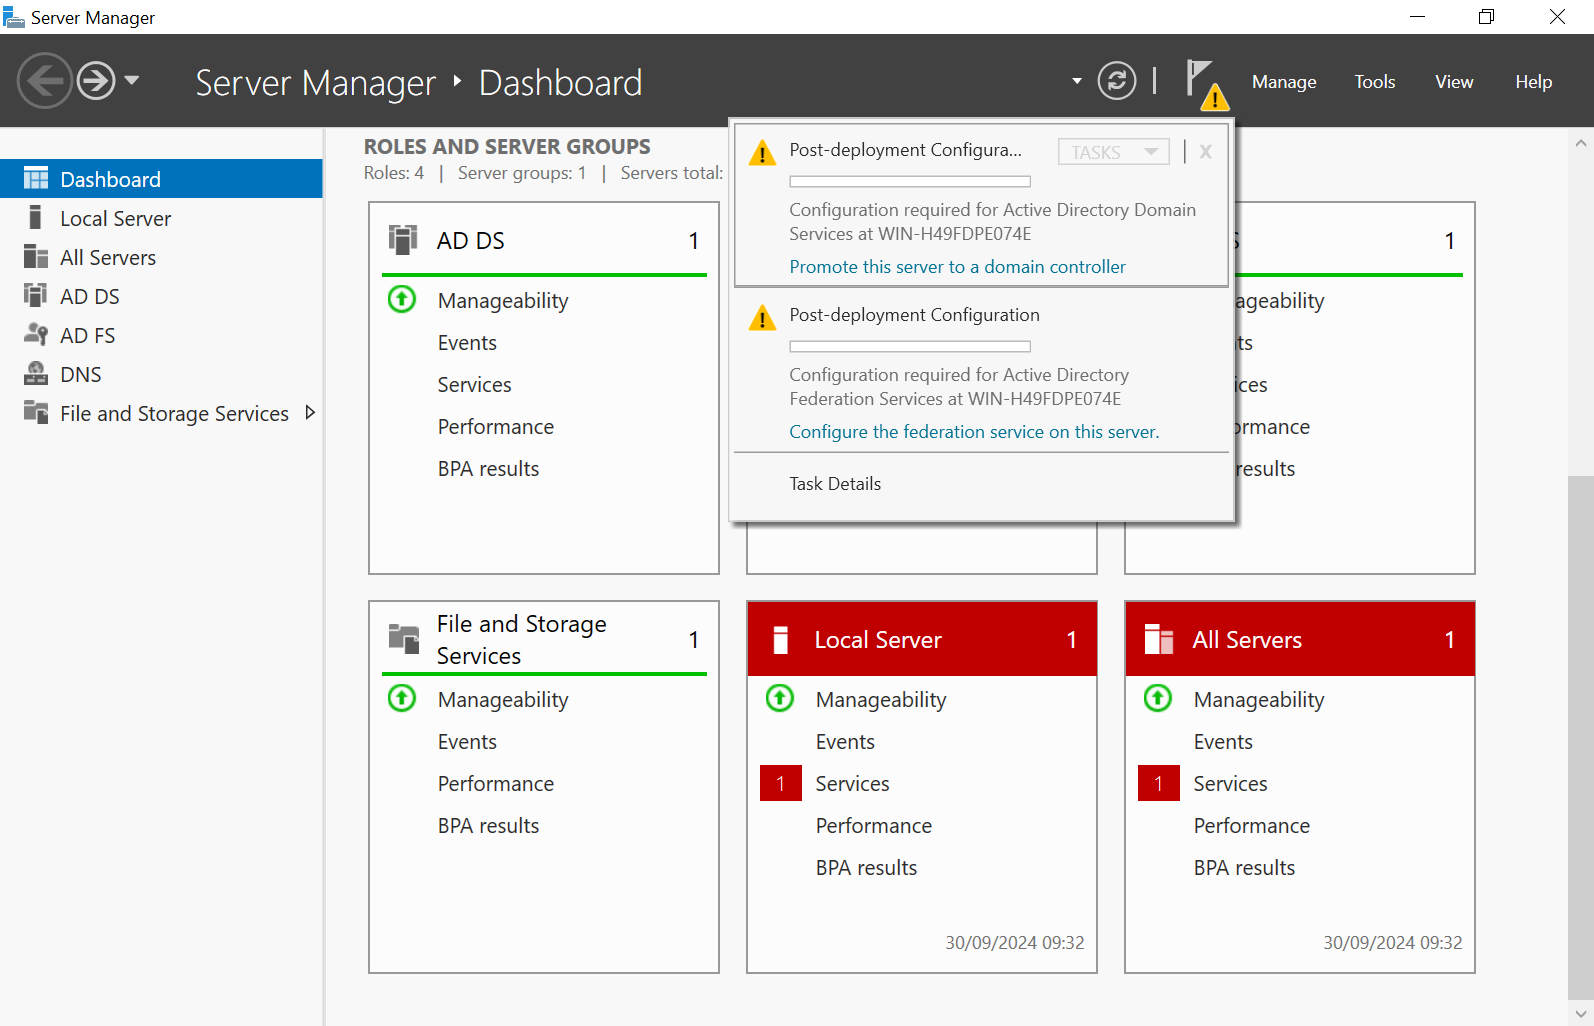 Server Manager
Server Manager Dashboard
Manage Tools View Help
Dashboard
Local Server
All Servers
AD DS
AD FS
DNS
File and Storage Services
ROLES AND SERVER GROUPS
Roles: 4 | Server groups: 1 | Servers total:
Post-deployment Configura... TASKS | X
Configuration required for Active Directory Domain
Services at WIN-H49FDPE074E
Promote this server to a domain controller
Post-deployment Configuration
Configuration required for Active Directory
Federation Services at WIN-H49FDPE074E
Configure the federation service on this server.
Task Details
AD DS 1
Manageability
Events
Services
Performance
BPA results
S 1
ageability
ts
ices
ormance
results
File and Storage
Services 1
Manageability
Events
Performance
BPA results
Local Server 1
Manageability
Events
1 Services
Performance
BPA results
30/09/2024 09:32
All Servers 1
Manageability
Events
1 Services
Performance
BPA results
30/09/2024 09:32